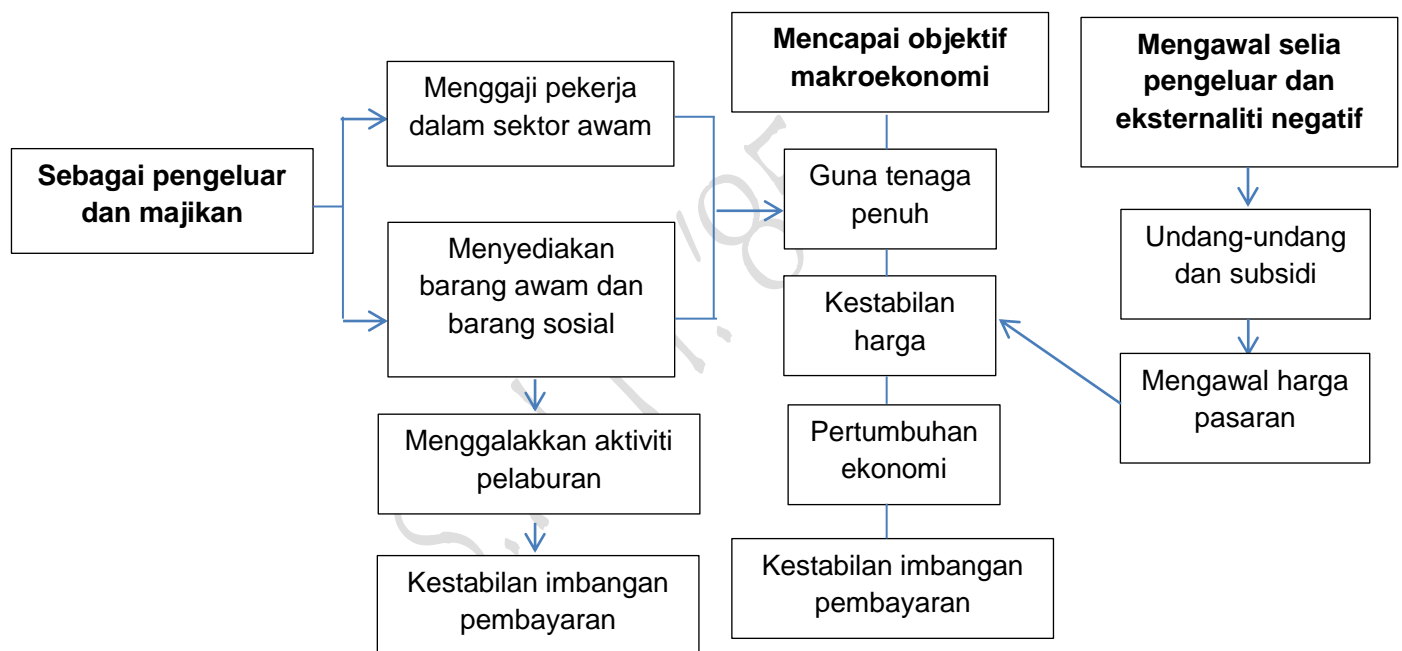 Sebagai pengeluar
dan majikan
Menggaji pekerja
dalam sektor awam
Menyediakan
barang awam dan
barang sosial
Menggalakkan aktiviti
pelaburan
Kestabilan imbangan
pembayaran
Mencapai objektif
makroekonomi
Guna tenaga
penuh
Kestabilan
harga
Pertumbuhan
ekonomi
Kestabilan imbangan
pembayaran
Mengawal selia
pengeluar dan
eksternaliti negatif
Undang-undang
dan subsidi
Mengawal harga
pasaran